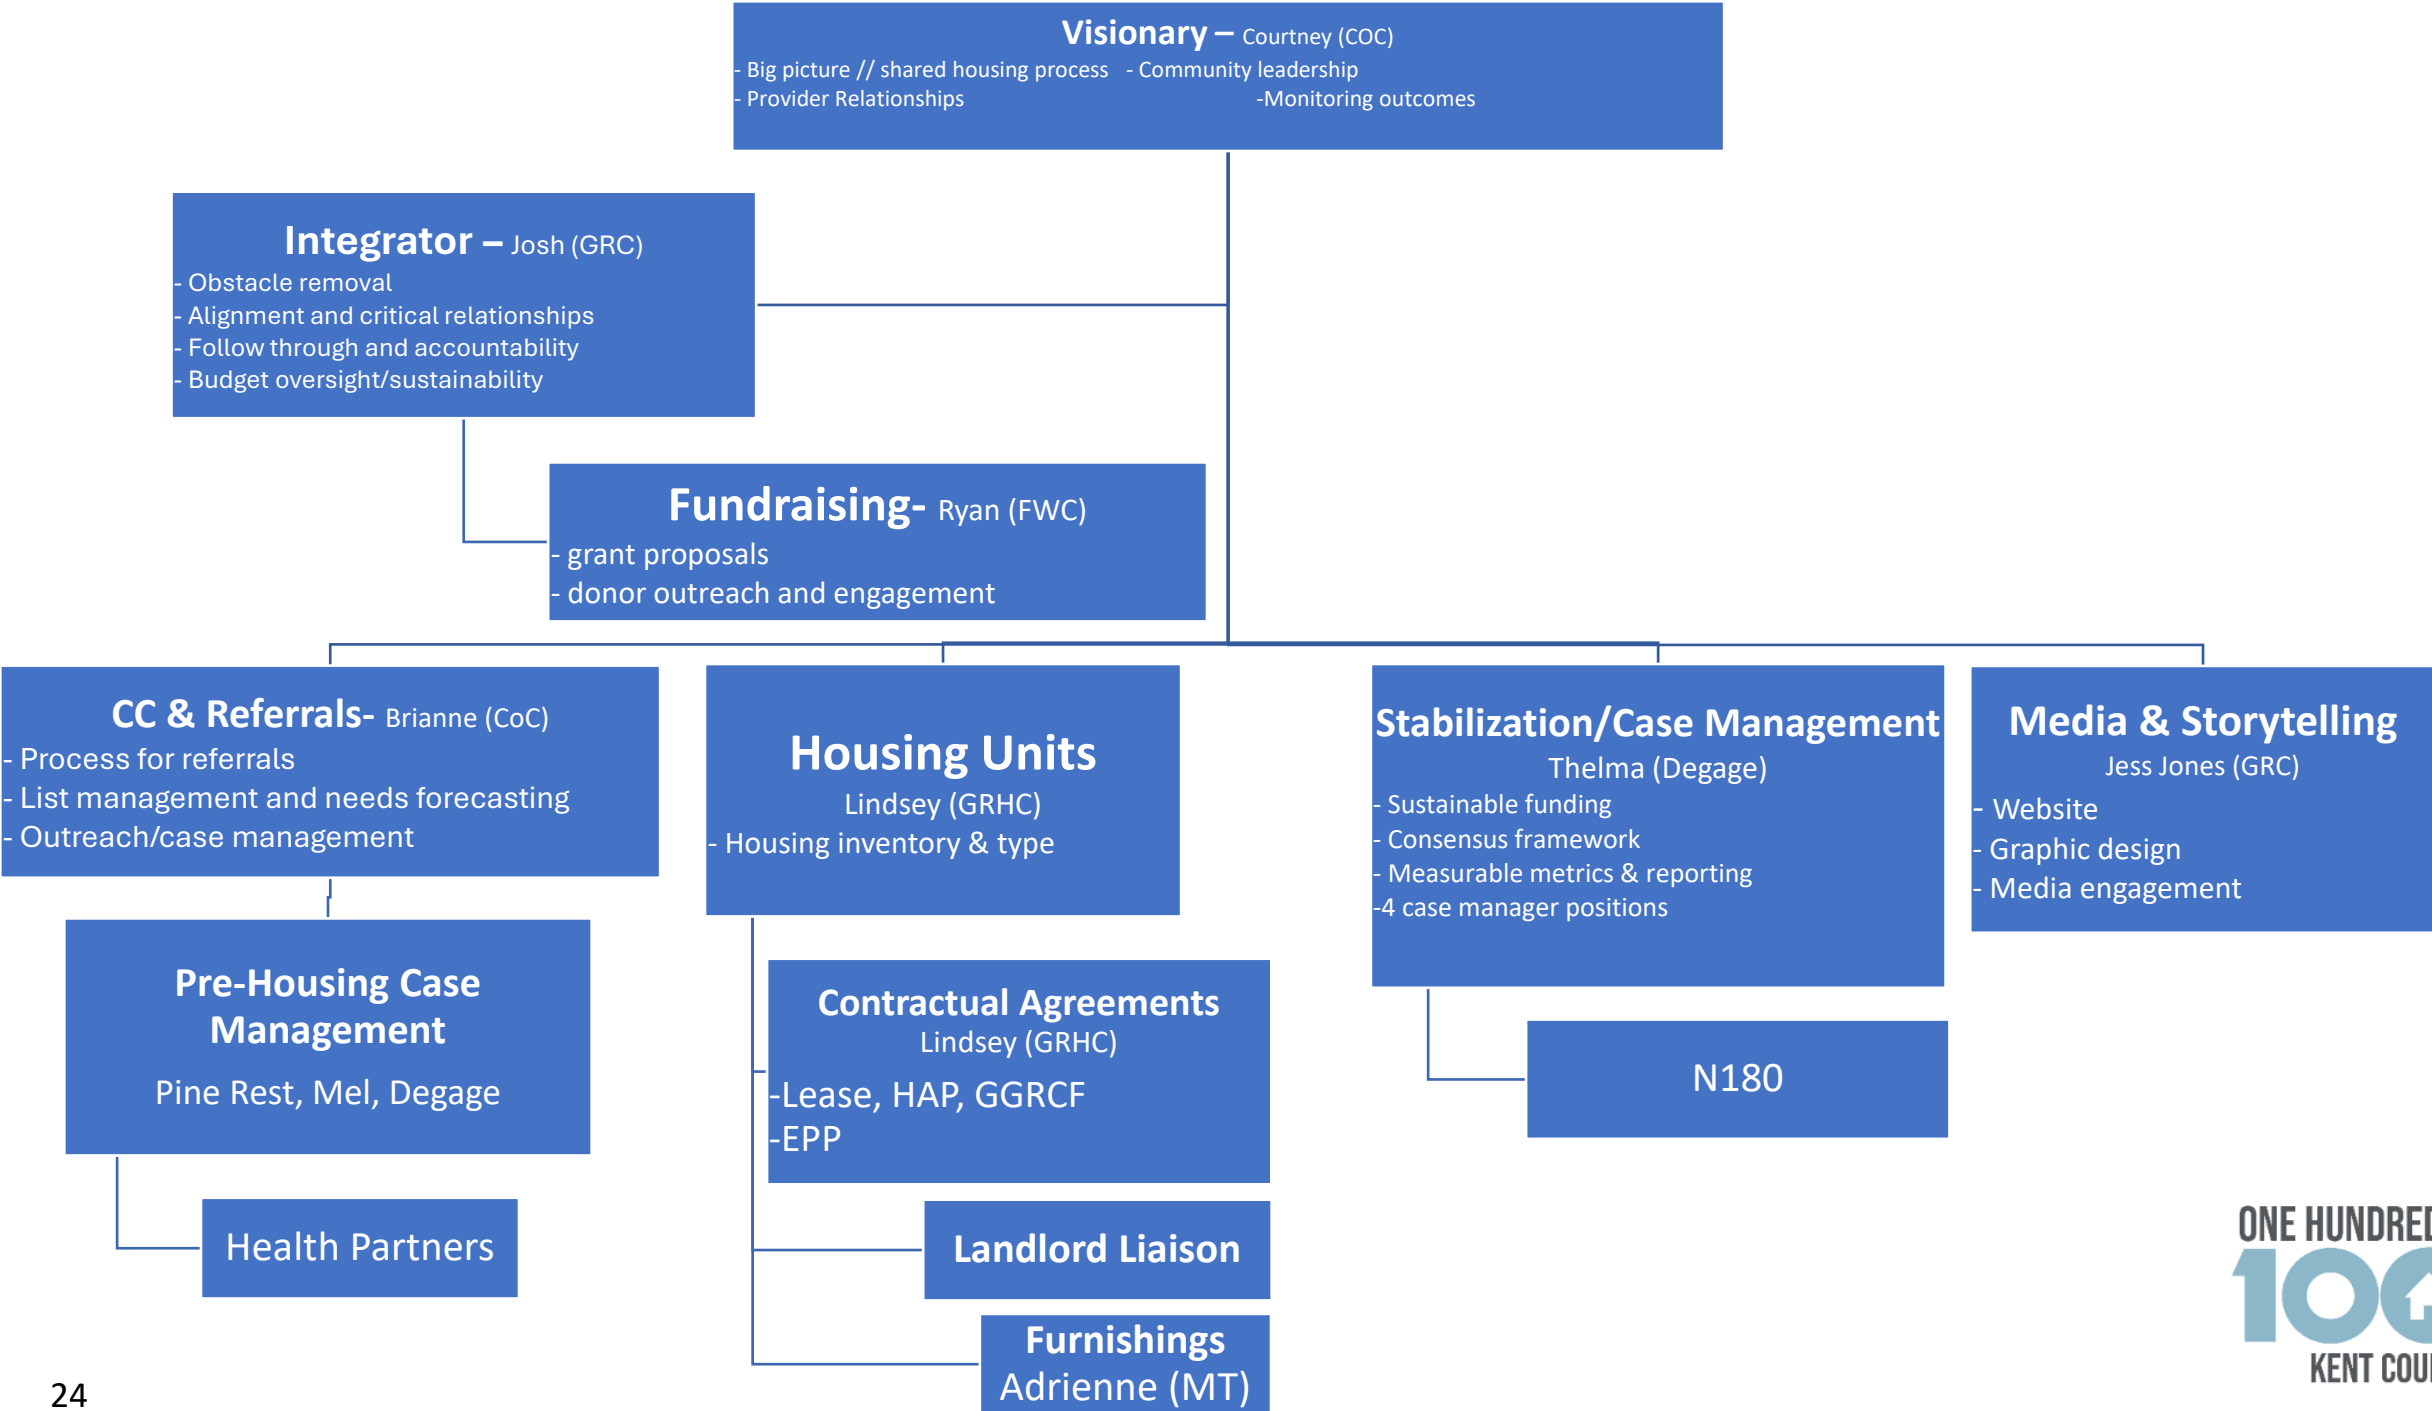 Visionary – Courtney (COC)
- Big picture // shared housing process - Community leadership
- Provider Relationships -Monitoring outcomes
Integrator – Josh (GRC)
- Obstacle removal
- Alignment and critical relationships
- Follow through and accountability
- Budget oversight/sustainability
Fundraising- Ryan (FWC)
- grant proposals
- donor outreach and engagement
CC & Referrals- Brianne (CoC)
- Process for referrals
- List management and needs forecasting
- Outreach/case management
Housing Units
Lindsey (GRHC)
- Housing inventory & type
Stabilization/Case Management
Thelma (Degage)
- Sustainable funding
- Consensus framework
- Measurable metrics & reporting
-4 case manager positions
Media & Storytelling
Jess Jones (GRC)
- Website
- Graphic design
- Media engagement
Pre-Housing Case
Management
Pine Rest, Mel, Degage
Health Partners
Contractual Agreements
Lindsey (GRHC)
-Lease, HAP, GGRCF
-EPP
Landlord Liaison
Furnishings
Adrienne (MT)
N180
ONE HUNDRED
100
KENT COU
24